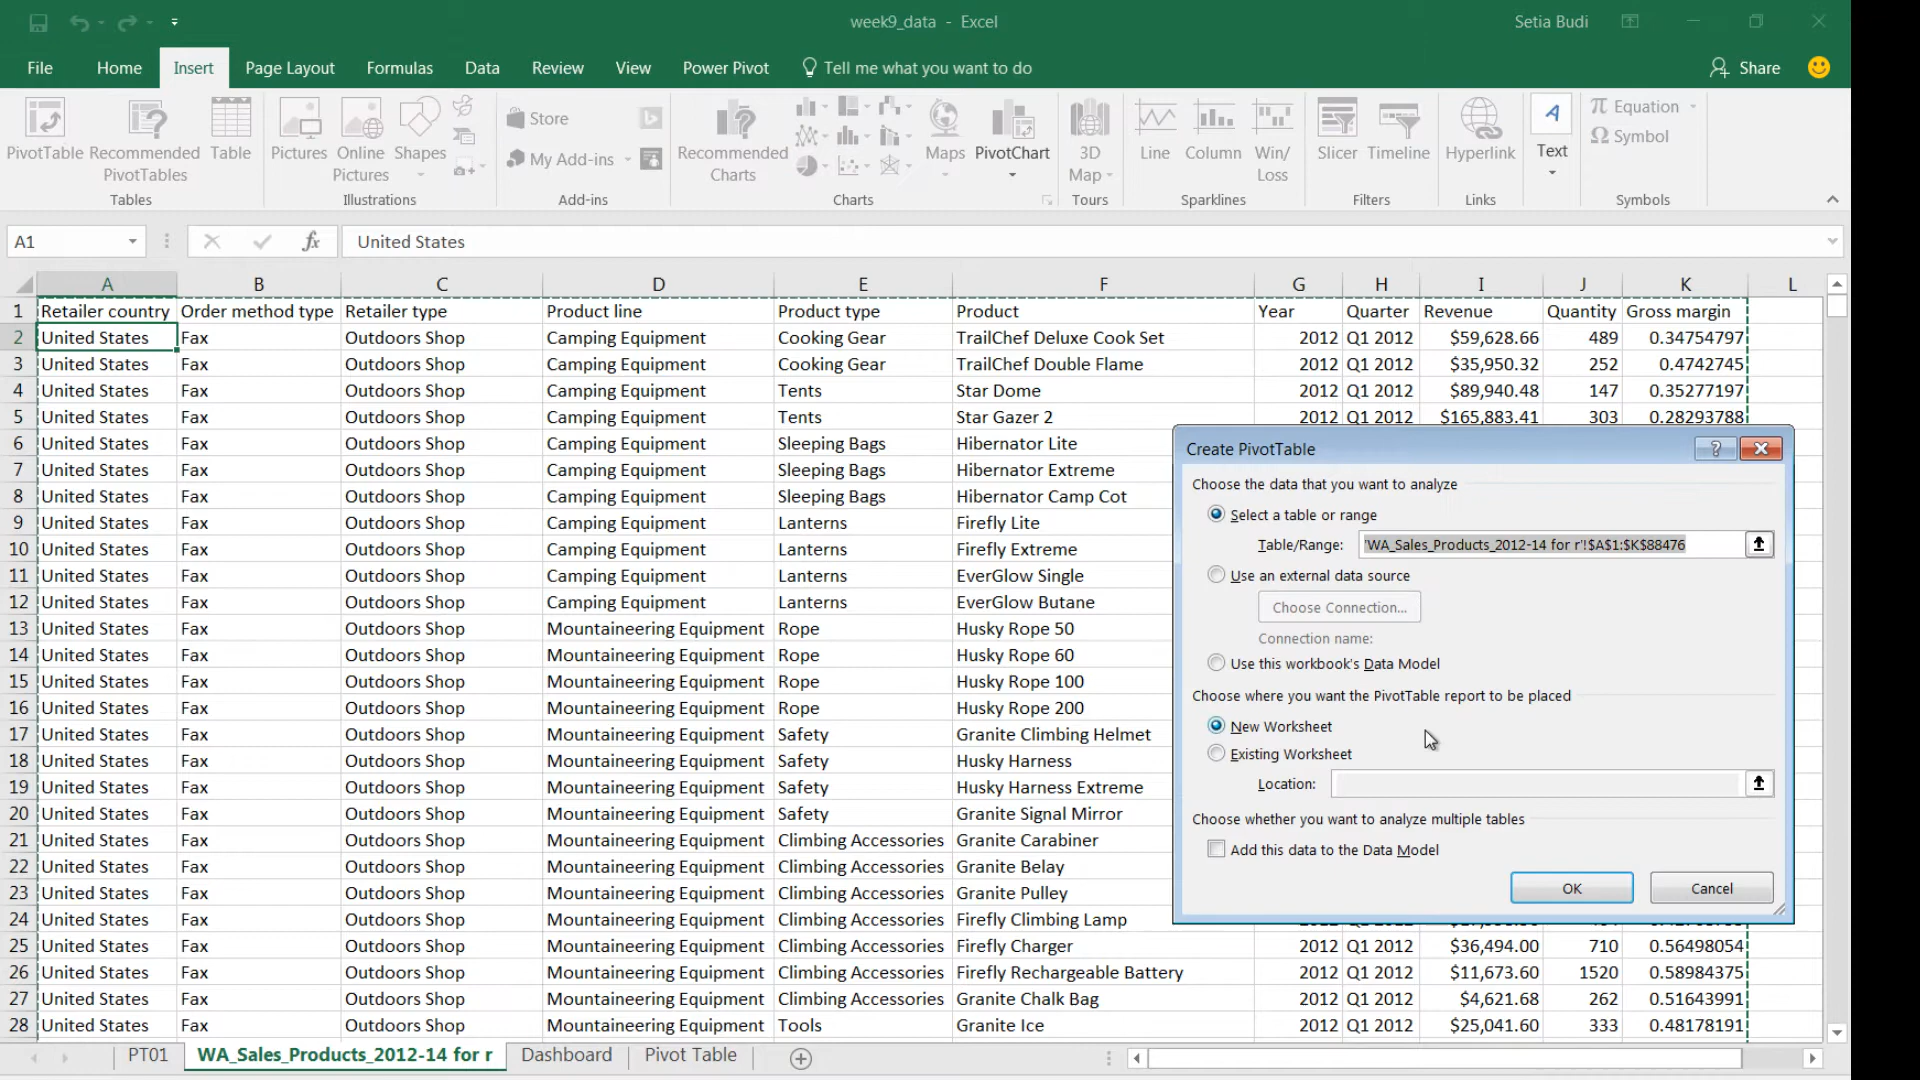 week9_data - Excel
Setia Budi
File Home Insert Page Layout Formulas Data Review View Power Pivot Tell me what you want to do Share
PivotTable Recommended PivotTables Table
Tables
Pictures Online Pictures Shapes
Illustrations
Store
My Add-ins
Add-ins
Recommended Charts Maps PivotChart
Charts
3D Map
Tours
Line Column Win/Loss
Sparklines
Slicer Timeline
Filters
Hyperlink
Links
A Text
π Equation
Ω Symbol
Symbols
A1 fx United States
A B C D E F G H I J K L
1 Retailer country Order method type Retailer type Product line Product type Product Year Quarter Revenue Quantity Gross margin
2 United States Fax Outdoors Shop Camping Equipment Cooking Gear TrailChef Deluxe Cook Set 2012 Q1 2012 $59,628.66 489 0.34754797
3 United States Fax Outdoors Shop Camping Equipment Cooking Gear TrailChef Double Flame 2012 Q1 2012 $35,950.32 252 0.4742745
4 United States Fax Outdoors Shop Camping Equipment Tents Star Dome 2012 Q1 2012 $89,940.48 147 0.35277197
5 United States Fax Outdoors Shop Camping Equipment Tents Star Gazer 2 2012 Q1 2012 $165,883.41 303 0.28293788
6 United States Fax Outdoors Shop Camping Equipment Sleeping Bags Hibernator Lite
7 United States Fax Outdoors Shop Camping Equipment Sleeping Bags Hibernator Extreme
8 United States Fax Outdoors Shop Camping Equipment Sleeping Bags Hibernator Camp Cot
9 United States Fax Outdoors Shop Camping Equipment Lanterns Firefly Lite
10 United States Fax Outdoors Shop Camping Equipment Lanterns Firefly Extreme
11 United States Fax Outdoors Shop Camping Equipment Lanterns EverGlow Single
12 United States Fax Outdoors Shop Camping Equipment Lanterns EverGlow Butane
13 United States Fax Outdoors Shop Mountaineering Equipment Rope Husky Rope 50
14 United States Fax Outdoors Shop Mountaineering Equipment Rope Husky Rope 60
15 United States Fax Outdoors Shop Mountaineering Equipment Rope Husky Rope 100
16 United States Fax Outdoors Shop Mountaineering Equipment Rope Husky Rope 200
17 United States Fax Outdoors Shop Mountaineering Equipment Safety Granite Climbing Helmet
18 United States Fax Outdoors Shop Mountaineering Equipment Safety Husky Harness
19 United States Fax Outdoors Shop Mountaineering Equipment Safety Husky Harness Extreme
20 United States Fax Outdoors Shop Mountaineering Equipment Safety Granite Signal Mirror
21 United States Fax Outdoors Shop Mountaineering Equipment Climbing Accessories Granite Carabiner
22 United States Fax Outdoors Shop Mountaineering Equipment Climbing Accessories Granite Belay
23 United States Fax Outdoors Shop Mountaineering Equipment Climbing Accessories Granite Pulley
24 United States Fax Outdoors Shop Mountaineering Equipment Climbing Accessories Firefly Climbing Lamp
25 United States Fax Outdoors Shop Mountaineering Equipment Climbing Accessories Firefly Charger 2012 Q1 2012 $36,494.00 710 0.56498054
26 United States Fax Outdoors Shop Mountaineering Equipment Climbing Accessories Firefly Rechargeable Battery 2012 Q1 2012 $11,673.60 1520 0.58984375
27 United States Fax Outdoors Shop Mountaineering Equipment Climbing Accessories Granite Chalk Bag 2012 Q1 2012 $4,621.68 262 0.51643991
28 United States Fax Outdoors Shop Mountaineering Equipment Tools Granite Ice 2012 Q1 2012 $25,041.60 333 0.48178191
Create PivotTable
Choose the data that you want to analyze
Select a table or range
Table/Range: 'WA_Sales_Products_2012-14 for r'!$A$1:$K$88476
Use an external data source
Choose Connection...
Connection name:
Use this workbook's Data Model
Choose where you want the PivotTable report to be placed
New Worksheet
Existing Worksheet
Location:
Choose whether you want to analyze multiple tables
Add this data to the Data Model
OK Cancel
PT01 WA_Sales_Products_2012-14 for r Dashboard Pivot Table